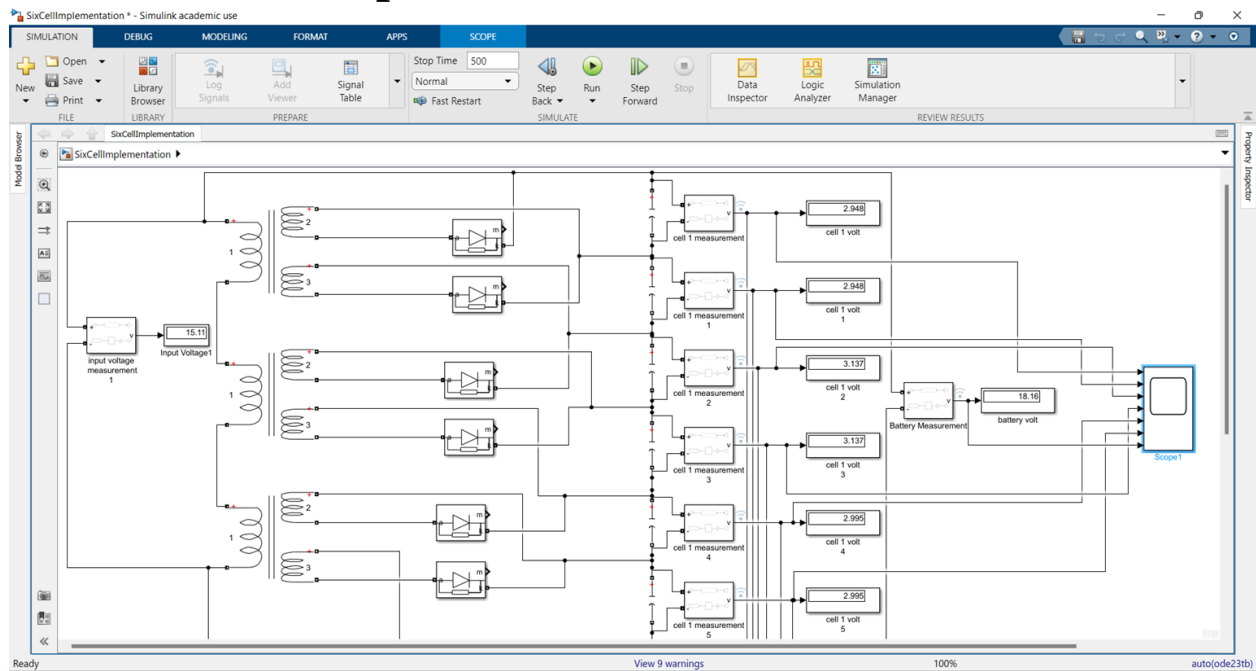 SixCellImplementation * - Simulink academic use
SIMULATION DEBUG MODELING FORMAT APPS SCOPE
New
Open
Save
Print
FILE
Library
Browser
LIBRARY
Log
Signals
Add
Viewer
Signal
Table
PREPARE
Stop Time 500
Normal
Fast Restart
Step
Back
Run
Step
Forward
Stop
SIMULATE
Data
Inspector
Logic
Analyzer
Simulation
Manager
REVIEW RESULTS
Model Browser
SixCellImplementation
SixCellImplementation
Property Inspector
+
-
v
input voltage
measurement
1
15.11
Input Voltage1
1
2
3
1
2
3
1
2
3
a
m
k
a
m
k
a
m
k
a
m
k
a
m
k
a
m
k
+
-
v
cell 1 measurement
2.948
cell 1 volt
+
-
v
cell 1 measurement
1
2.948
cell 1 volt
1
+
-
v
cell 1 measurement
2
3.137
cell 1 volt
2
+
-
v
cell 1 measurement
3
3.137
cell 1 volt
3
+
-
v
cell 1 measurement
4
2.995
cell 1 volt
4
+
-
v
cell 1 measurement
5
2.995
cell 1 volt
5
+
-
v
Battery Measurement
18.16
battery volt
Scope1
Ready
View 9 warnings
100%
auto(ode23tb)